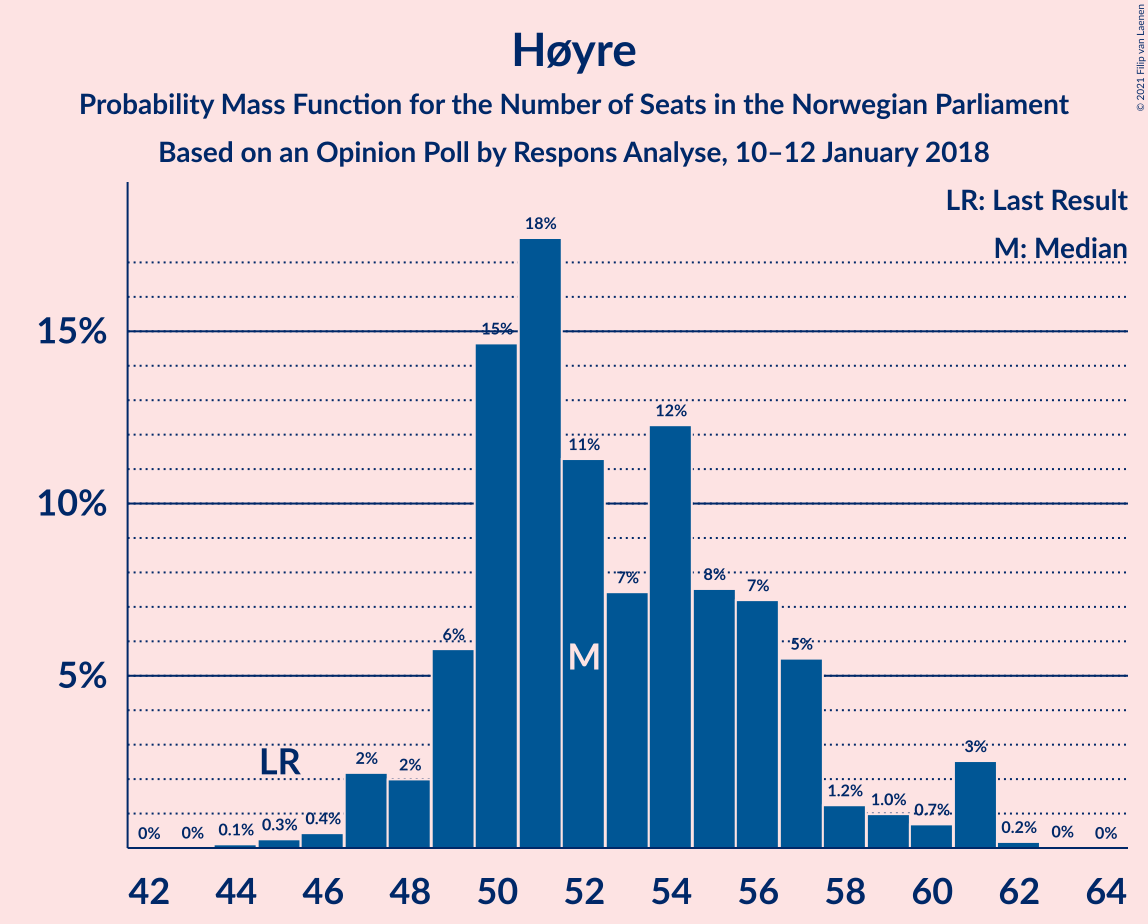 Høyre
Probability Mass Function for the Number of Seats in the Norwegian Parliament
Based on an Opinion Poll by Respons Analyse, 10–12 January 2018
© 2021 Filip van Laenen
LR: Last Result
M: Median
15%
10%
5%
0%
0%
0.1%
0.3%
0.4%
2%
2%
6%
15%
18%
11%
7%
12%
8%
7%
5%
1.2%
1.0%
0.7%
3%
0.2%
0%
0%
LR
M
42 44 46 48 50 52 54 56 58 60 62 64